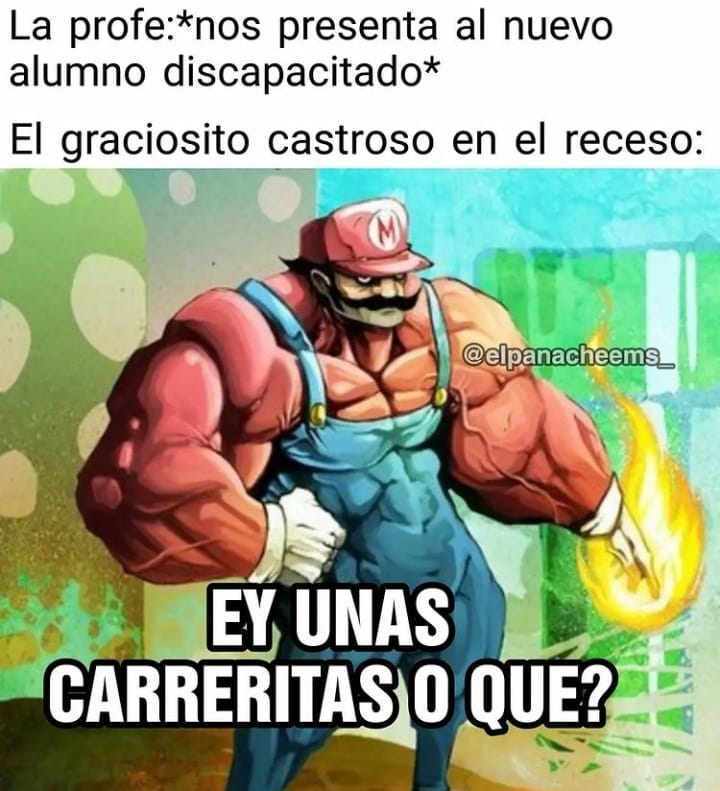 La profe:*nos presenta al nuevo
alumno discapacitado*
El graciosito castroso en el receso:
M
@elpanacheems_
EY UNAS
CARRERITAS O QUE?